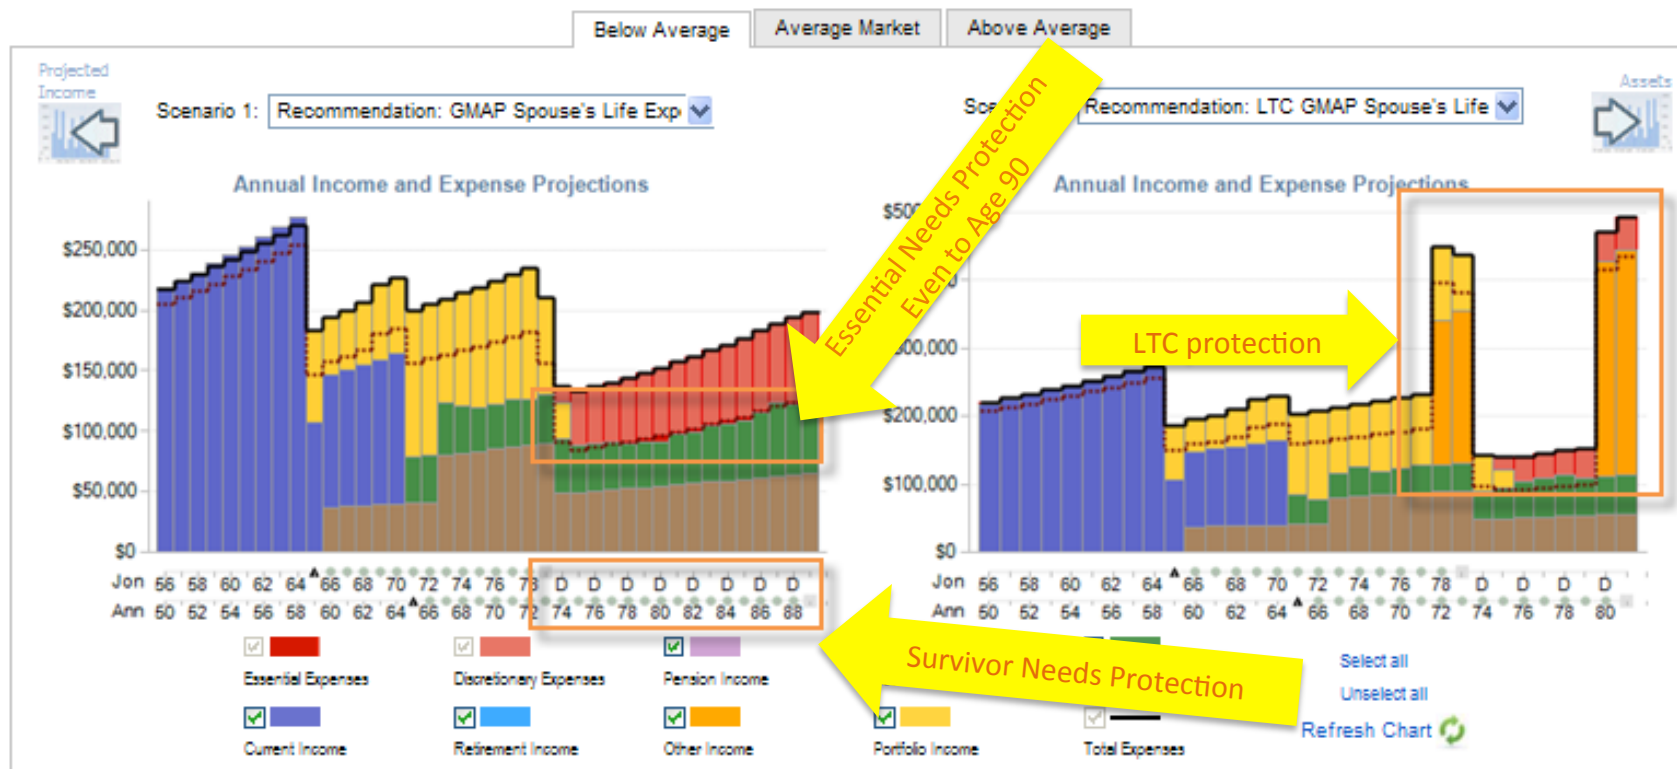 Below Average
Average Market
Above Average
Projected
Income
Assets
Scenario 1:
Recommendation: GMAP Spouse's Life Exp
Recommendation: LTC GMAP Spouse's Life
Annual Income and Expense Projections
Annual Income and Expense Projections
Essential Needs Protection
Even to Age 90
LTC protection
Survivor Needs Protection
$250,000
$200,000
$150,000
$100,000
$50,000
$0
$300,000
$200,000
$100,000
$0
Jon 56 58 60 62 64 66 68 70 72 74 76 78 D D D D D D D D
Ann 50 52 54 56 58 60 62 64 66 68 70 72 74 76 78 80 82 84 86 88
Jon 56 58 60 62 64 66 68 70 72 74 76 78 D D D D
Ann 50 52 54 56 58 60 62 64 66 68 70 72 74 76 78 80
Essential Expenses
Discretionary Expenses
Pension Income
Select all
Unselect all
Current Income
Retirement Income
Other Income
Portfolio Income
Total Expenses
Refresh Chart